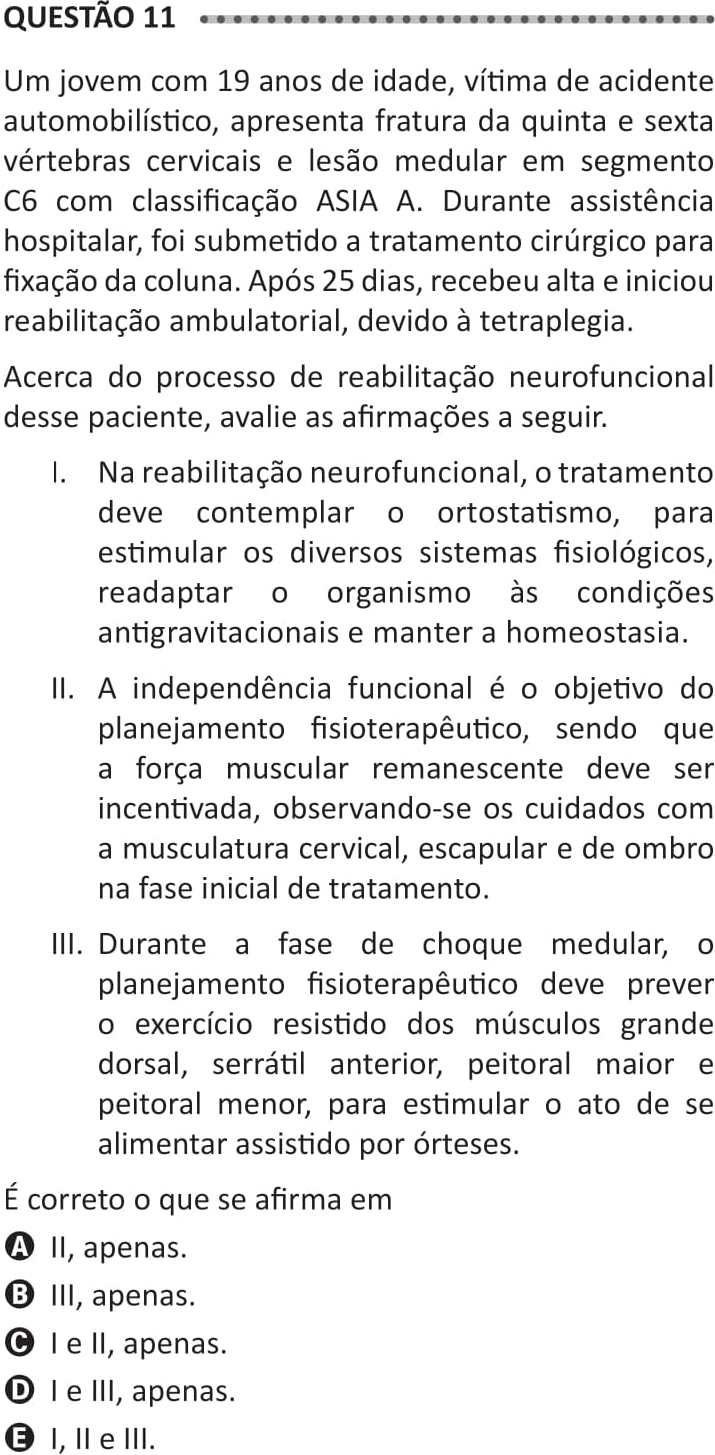 QUESTÃO 11
Um jovem com 19 anos de idade, vítima de acidente
automobilístico, apresenta fratura da quinta e sexta
vértebras cervicais e lesão medular em segmento
C6 com classificação ASIA A. Durante assistência
hospitalar, foi submetido a tratamento cirúrgico para
fixação da coluna. Após 25 dias, recebeu alta e iniciou
reabilitação ambulatorial, devido à tetraplegia.
Acerca do processo de reabilitação neurofuncional
desse paciente, avalie as afirmações a seguir.
I. Na reabilitação neurofuncional, o tratamento
deve contemplar o ortostatismo, para
estimular os diversos sistemas fisiológicos,
readaptar o organismo às condições
antigravitacionais e manter a homeostasia.
II. A independência funcional é o objetivo do
planejamento fisioterapêutico, sendo que
a força muscular remanescente deve ser
incentivada, observando-se os cuidados com
a musculatura cervical, escapular e de ombro
na fase inicial de tratamento.
III. Durante a fase de choque medular, o
planejamento fisioterapêutico deve prever
o exercício resistido dos músculos grande
dorsal, serrátil anterior, peitoral maior e
peitoral menor, para estimular o ato de se
alimentar assistido por órteses.
É correto o que se afirma em
A II, apenas.
B III, apenas.
C I e II, apenas.
D I e III, apenas.
E I, II e III.